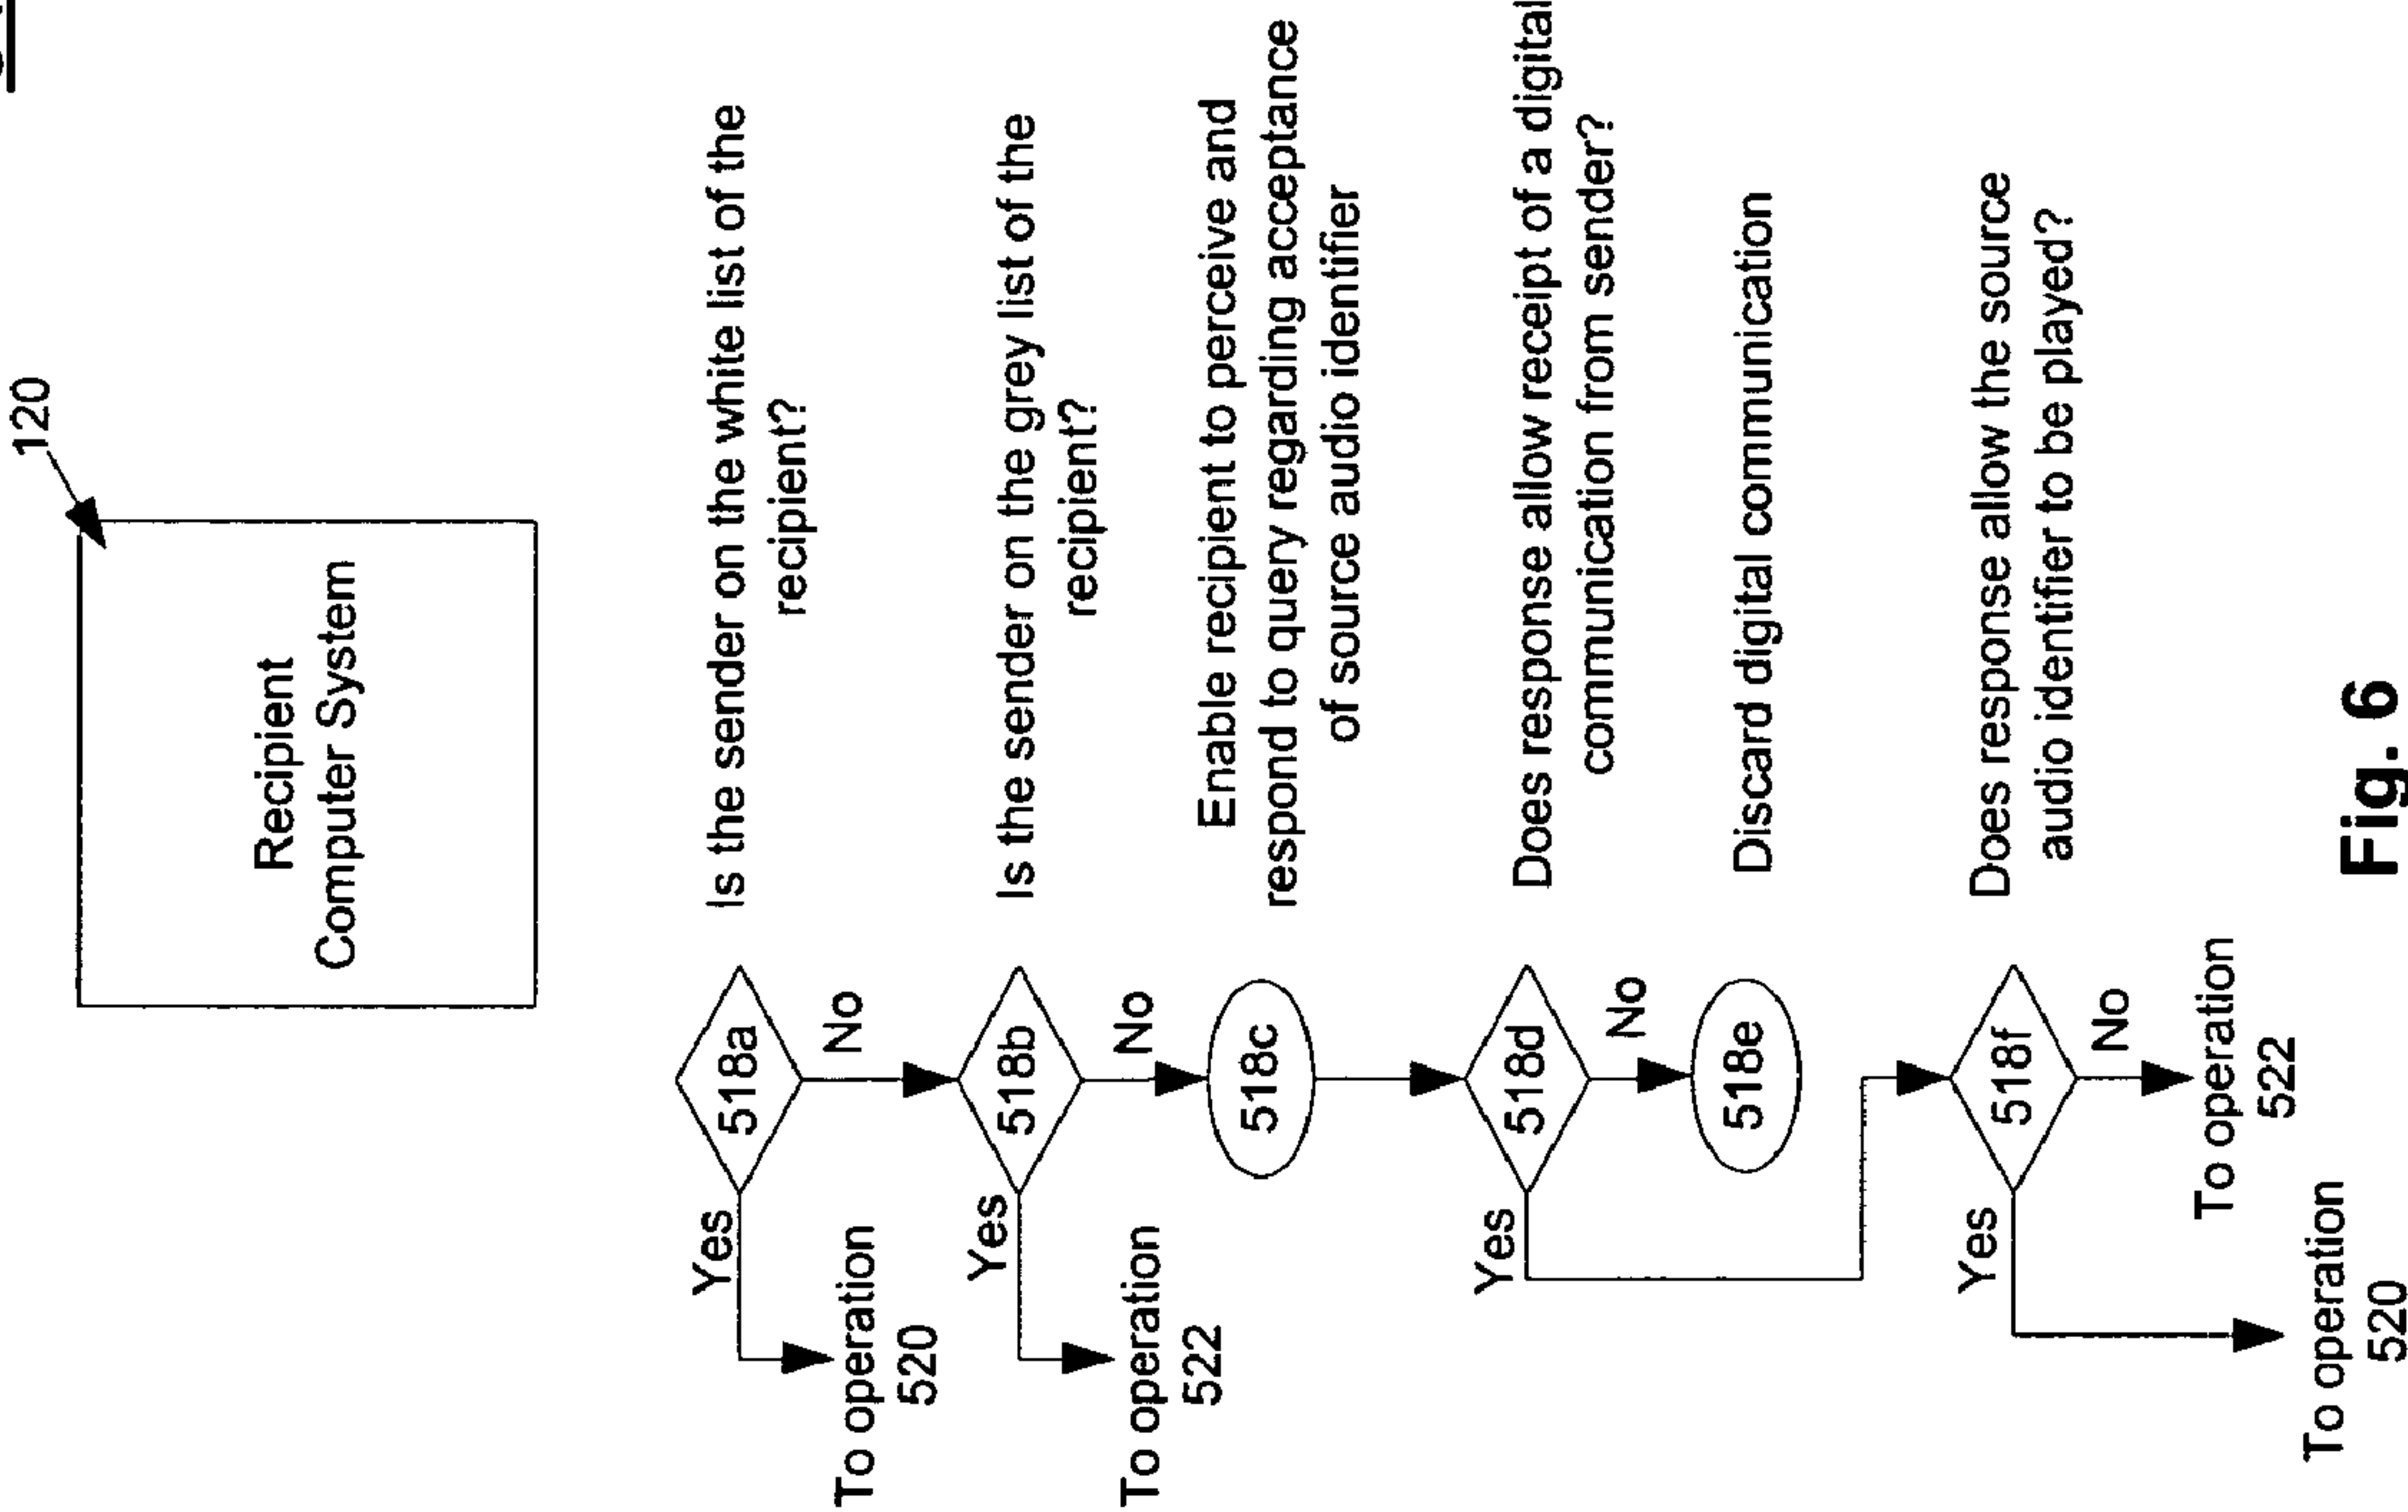 120
Recipient
Computer System
518a
Is the sender on the white list of the
recipient?
Yes
No
To operation
520
518b
Is the sender on the grey list of the
recipient?
Yes
No
To operation
522
518c
Enable recipient to perceive and
respond to query regarding acceptance
of source audio identifier
518d
Does response allow receipt of a digital
communication from sender?
Yes
No
518e
Discard digital communication
518f
Does response allow the source
audio identifier to be played?
Yes
No
To operation
522
To operation
520
Fig. 6